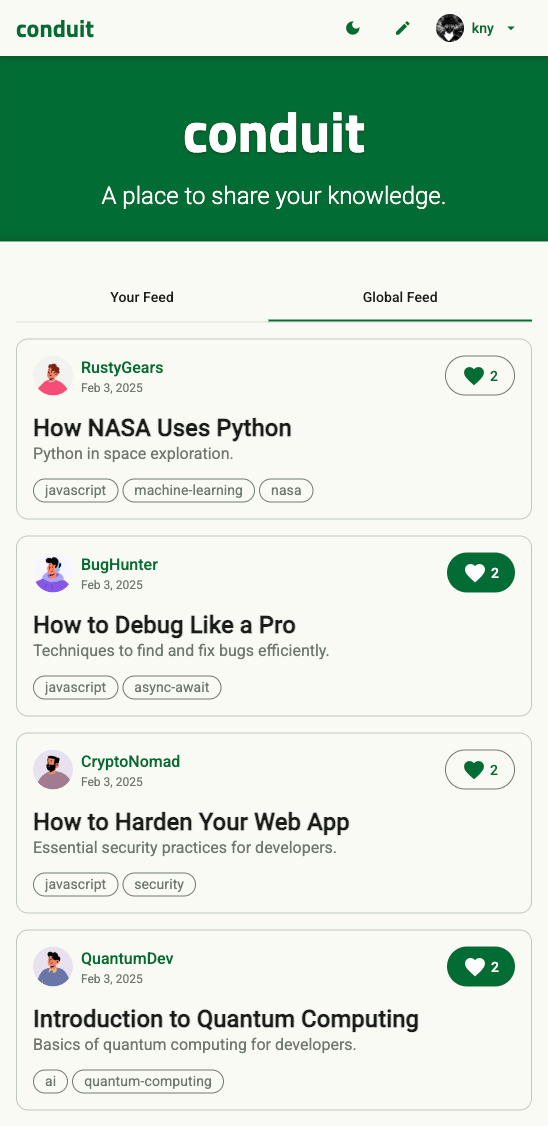 conduit
kny
conduit
A place to share your knowledge.
Your Feed
Global Feed
RustyGears
Feb 3, 2025
2
How NASA Uses Python
Python in space exploration.
javascript machine-learning nasa
BugHunter
Feb 3, 2025
2
How to Debug Like a Pro
Techniques to find and fix bugs efficiently.
javascript async-await
CryptoNomad
Feb 3, 2025
2
How to Harden Your Web App
Essential security practices for developers.
javascript security
QuantumDev
Feb 3, 2025
2
Introduction to Quantum Computing
Basics of quantum computing for developers.
ai quantum-computing